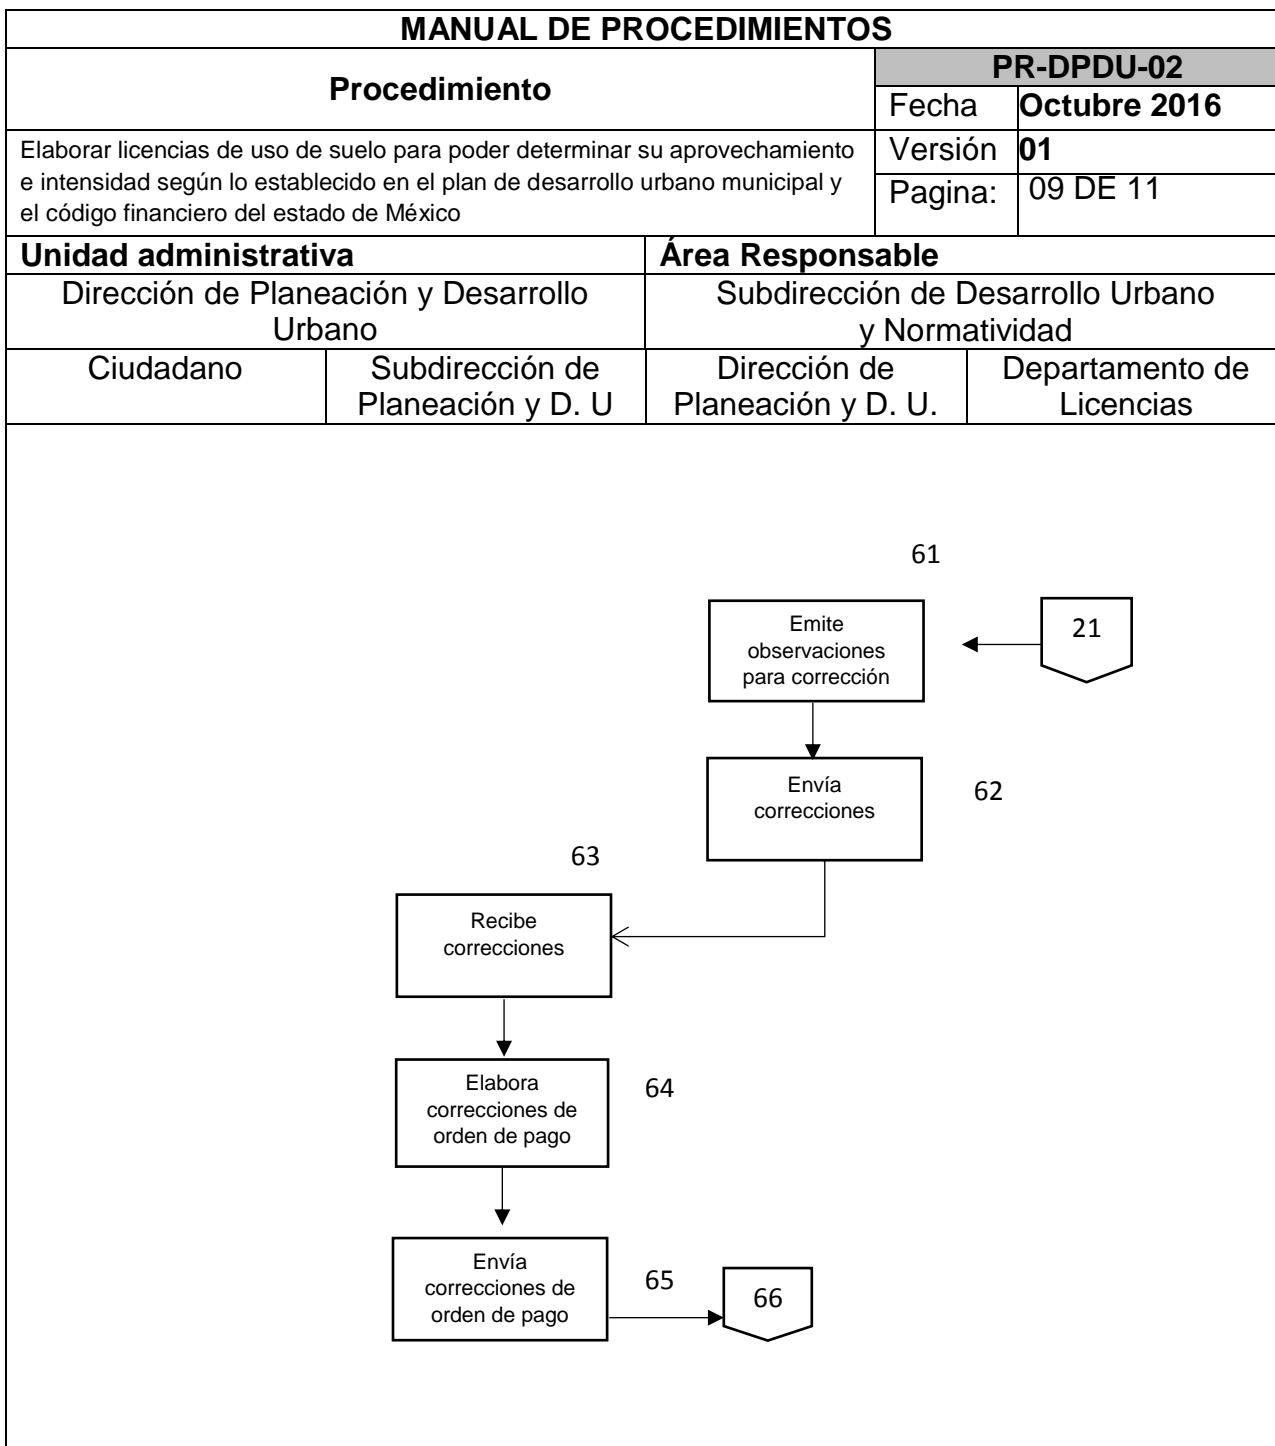 MANUAL DE PROCEDIMIENTOS
Procedimiento
PR-DPDU-02
Fecha Octubre 2016
Elaborar licencias de uso de suelo para poder determinar su aprovechamiento
e intensidad según lo establecido en el plan de desarrollo urbano municipal y
el código financiero del estado de México
Versión 01
Pagina: 09 DE 11
Unidad administrativa
Área Responsable
Dirección de Planeación y Desarrollo
Urbano
Subdirección de Desarrollo Urbano
y Normatividad
Ciudadano
Subdirección de
Planeación y D. U
Dirección de
Planeación y D. U.
Departamento de
Licencias
61
Emite
observaciones
para corrección
21
Envía
correcciones
62
63
Recibe
correcciones
Elabora
correcciones de
orden de pago
64
Envía
correcciones de
orden de pago
65
66